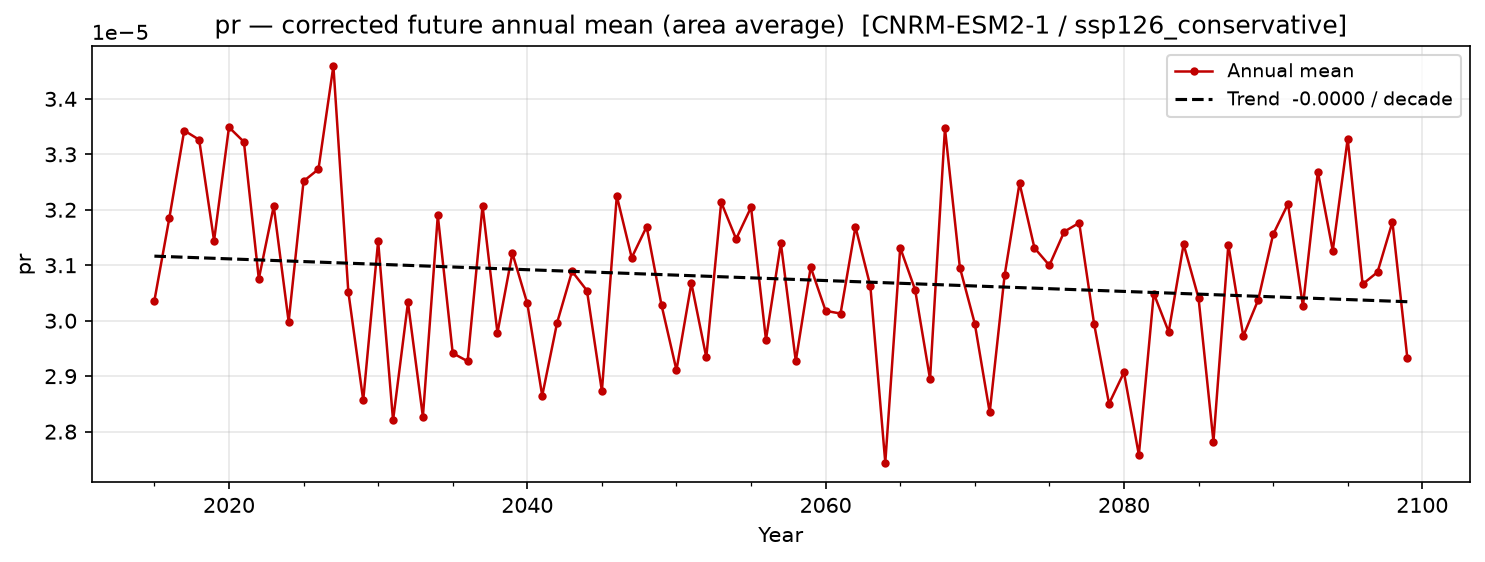 pr — corrected future annual mean (area average)  [CNRM-ESM2-1 / ssp126_conservative]
1e−5
Annual mean
Trend  -0.0000 / decade
3.4
3.3
3.2
3.1
3.0
2.9
2.8
pr
2020 2040 2060 2080 2100
Year